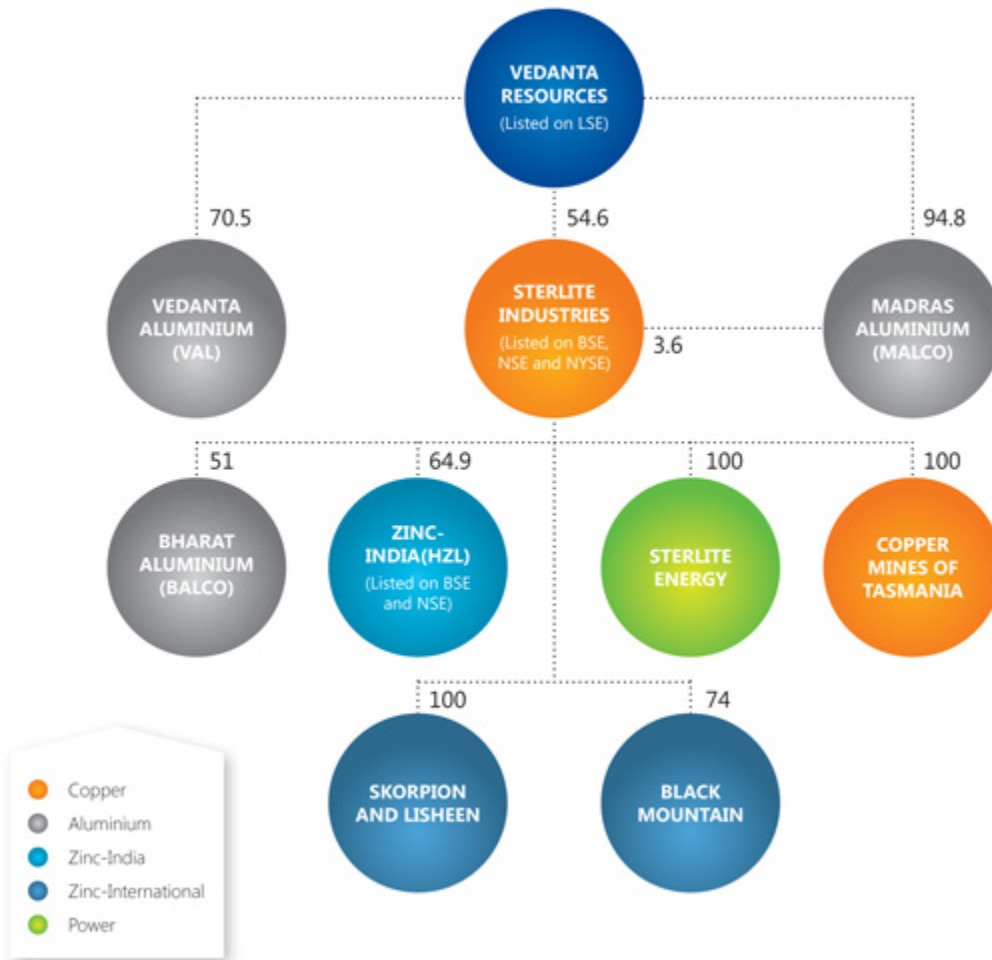 VEDANTA
RESOURCES
(Listed on LSE)
70.5
54.6
94.8
VEDANTA
ALUMINIUM
(VAL)
STERLITE
INDUSTRIES
(Listed on BSE,
NSE and NYSE)
3.6
MADRAS
ALUMINIUM
(MALCO)
51
64.9
100
100
BHARAT
ALUMINIUM
(BALCO)
ZINC-
INDIA(HZL)
(Listed on BSE
and NSE)
STERLITE
ENERGY
COPPER
MINES OF
TASMANIA
100
74
SKORPION
AND LISHEEN
BLACK
MOUNTAIN
Copper
Aluminium
Zinc-India
Zinc-International
Power